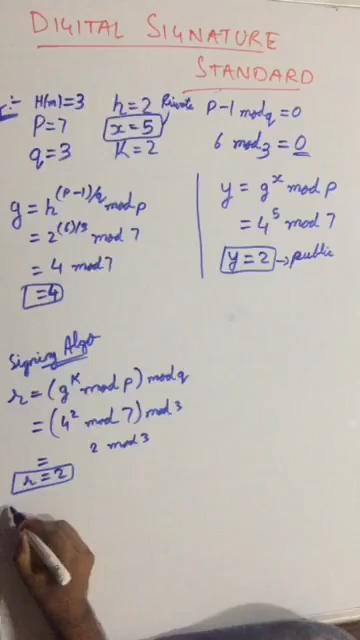 DIGITAL SIGNATURE
STANDARD
H(m)=3 h=2 Private P-1 mod q = 0
P=7 x=5 6 mod 3 = 0
q=3 K=2
g = h^(P-1)/q mod p
= 2^(6)/3 mod 7
= 4 mod 7
= 4
y = g^x mod p
= 4^5 mod 7
y = 2 → public
Signing Algo
r = (g^K mod p) mod q
= (4^2 mod 7) mod 3
= 2 mod 3
r = 2